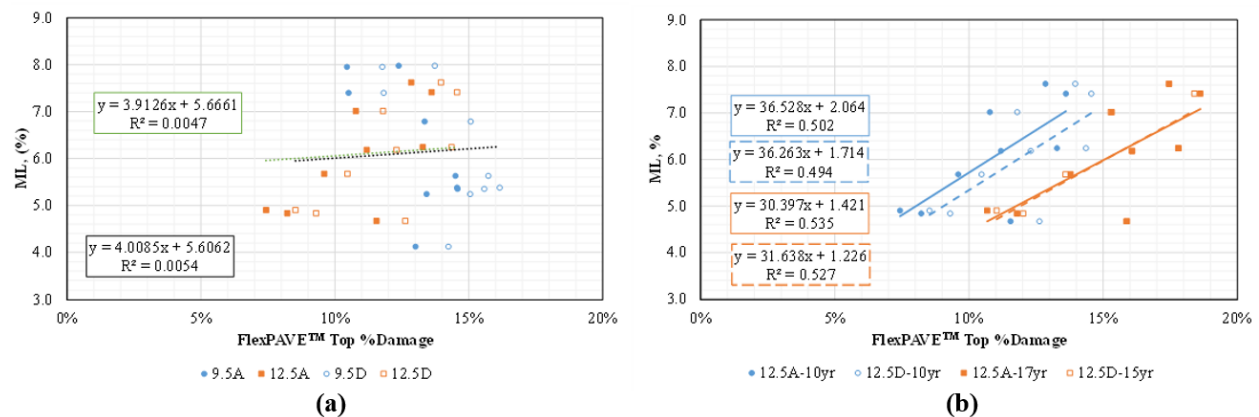 9.0
8.0
7.0
6.0
5.0
4.0
3.0
ML, (%)
y = 3.9126x + 5.6661
R² = 0.0047
y = 4.0085x + 5.6062
R² = 0.0054
0% 5% 10% 15% 20%
FlexPAVE™ Top %Damage
9.5A 12.5A 9.5D 12.5D
(a)
9.0
8.0
7.0
6.0
5.0
4.0
3.0
ML, %
y = 36.528x + 2.064
R² = 0.502
y = 36.263x + 1.714
R² = 0.494
y = 30.397x + 1.421
R² = 0.535
y = 31.638x + 1.226
R² = 0.527
0% 5% 10% 15% 20%
FlexPAVE™ Top %Damage
12.5A-10yr 12.5D-10yr 12.5A-17yr 12.5D-15yr
(b)